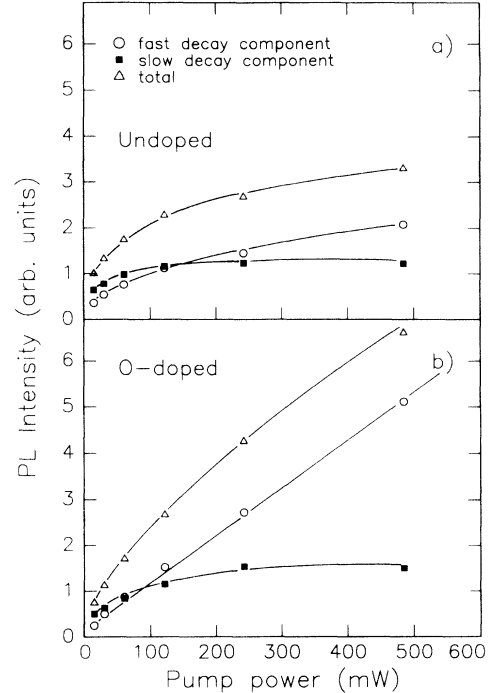 6
5
4
3
2
1
0
fast decay component
slow decay component
total
a)
Undoped
PL Intensity (arb. units)
6
5
4
3
2
1
0
O-doped
b)
0 100 200 300 400 500 600
Pump power (mW)